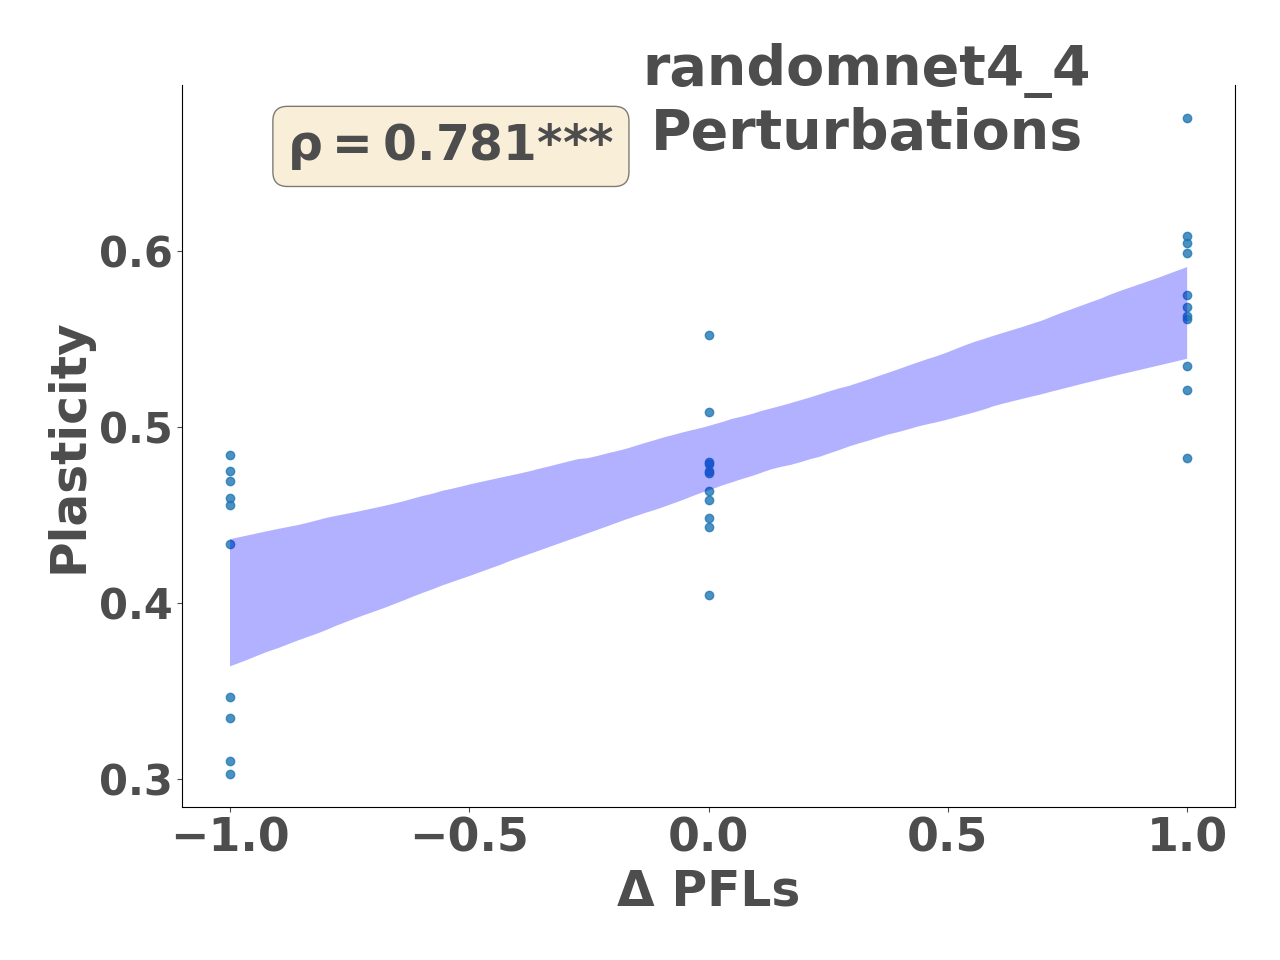 randomnet4_4
Perturbations
ρ = 0.781***
0.6
0.5
0.4
0.3
Plasticity
−1.0 −0.5 0.0 0.5 1.0
Δ PFLs